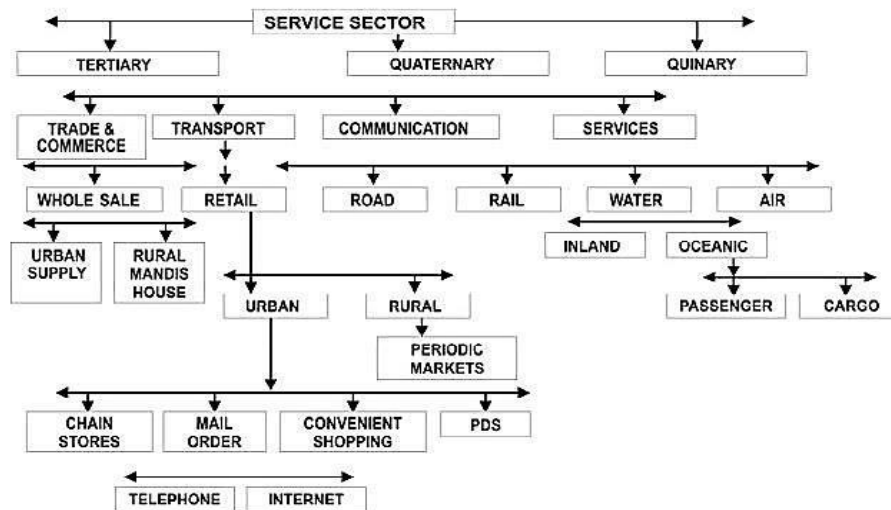 SERVICE SECTOR
TERTIARY
QUATERNARY
QUINARY
TRADE &
COMMERCE
TRANSPORT
COMMUNICATION
SERVICES
WHOLE SALE
RETAIL
ROAD
RAIL
WATER
AIR
URBAN
SUPPLY
RURAL
MANDIS
HOUSE
INLAND
OCEANIC
URBAN
RURAL
PASSENGER
CARGO
PERIODIC
MARKETS
CHAIN
STORES
MAIL
ORDER
CONVENIENT
SHOPPING
PDS
TELEPHONE
INTERNET